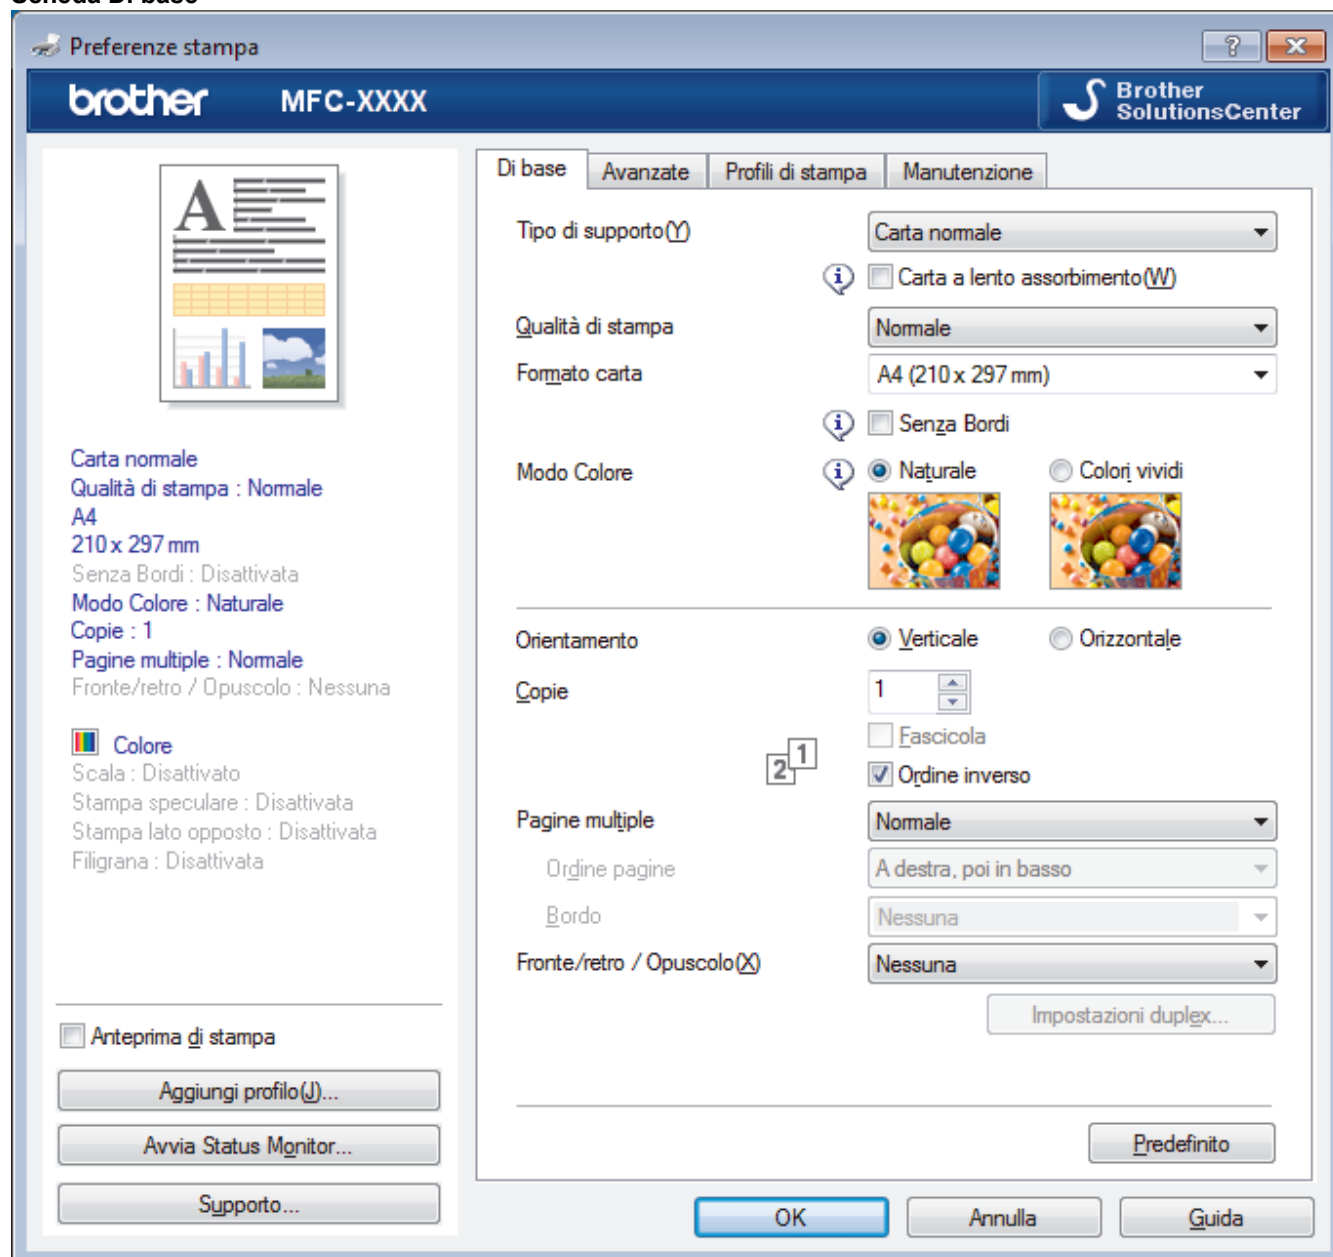 Scheda Di base
Preferenze stampa
brother MFC-XXXX
Brother
SolutionsCenter
A
Carta normale
Qualità di stampa : Normale
A4
210 x 297 mm
Senza Bordi : Disattivata
Modo Colore : Naturale
Copie : 1
Pagine multiple : Normale
Fronte/retro / Opuscolo : Nessuna
Colore
Scala : Disattivato
Stampa speculare : Disattivata
Stampa lato opposto : Disattivata
Filigrana : Disattivata
Anteprima di stampa
Aggiungi profilo(J)...
Avvia Status Monitor...
Supporto...
Di base Avanzate Profili di stampa Manutenzione
Tipo di supporto(Y) Carta normale
Carta a lento assorbimento(W)
Qualità di stampa Normale
Formato carta A4 (210 x 297 mm)
Senza Bordi
Modo Colore Naturale Colori vividi
Orientamento Verticale Orizzontale
Copie 1
Fascicola
2 1
Ordine inverso
Pagine multiple Normale
Ordine pagine A destra, poi in basso
Bordo Nessuna
Fronte/retro / Opuscolo(X) Nessuna
Impostazioni duplex...
Predefinito
OK Annulla Guida